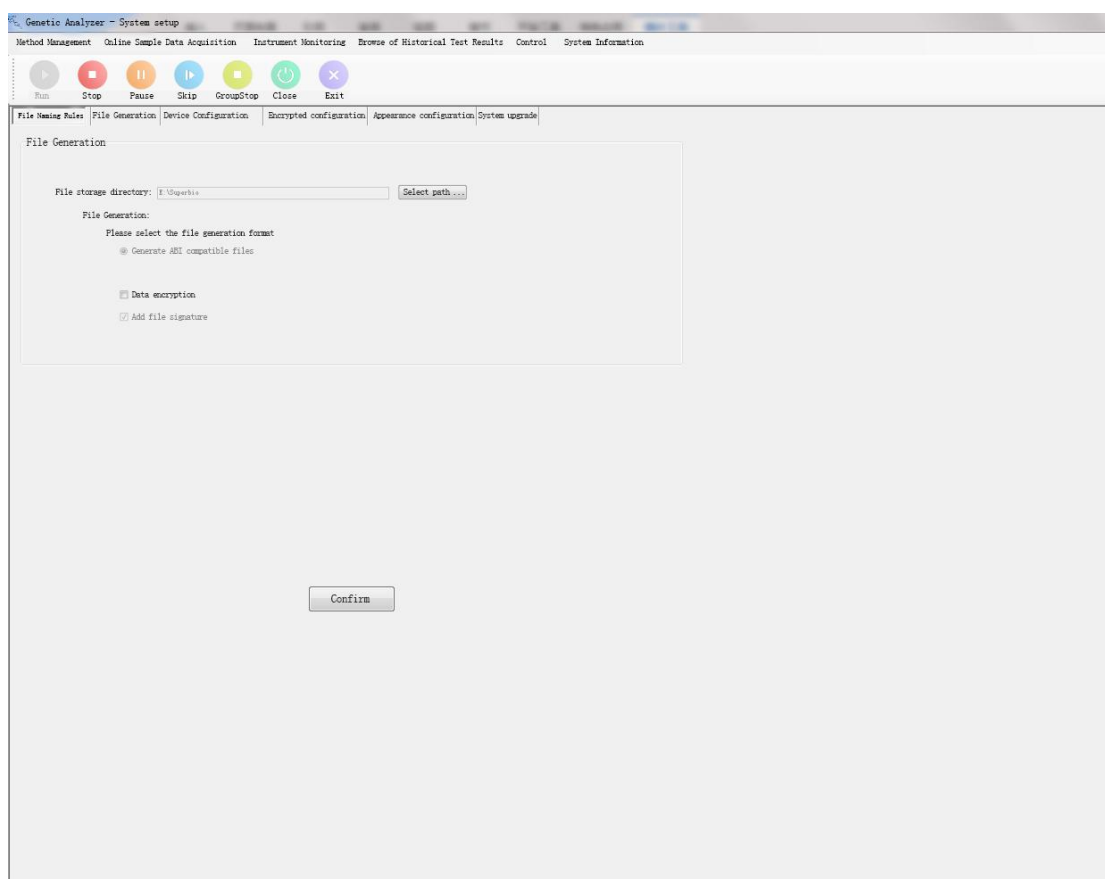 Genetic Analyzer - System setup
Method Management Online Sample Data Acquisition Instrument Monitoring Browse of Historical Test Results Control System Information
Run Stop Pause Skip GroupStop Close Exit
File Naming Rules File Generation Device Configuration Encrypted configuration Appearance configuration System upgrade
File Generation
File storage directory: E:\Superbio Select path ...
File Generation:
Please select the file generation format
Generate ABI compatible files
Data encryption
Add file signature
Confirm